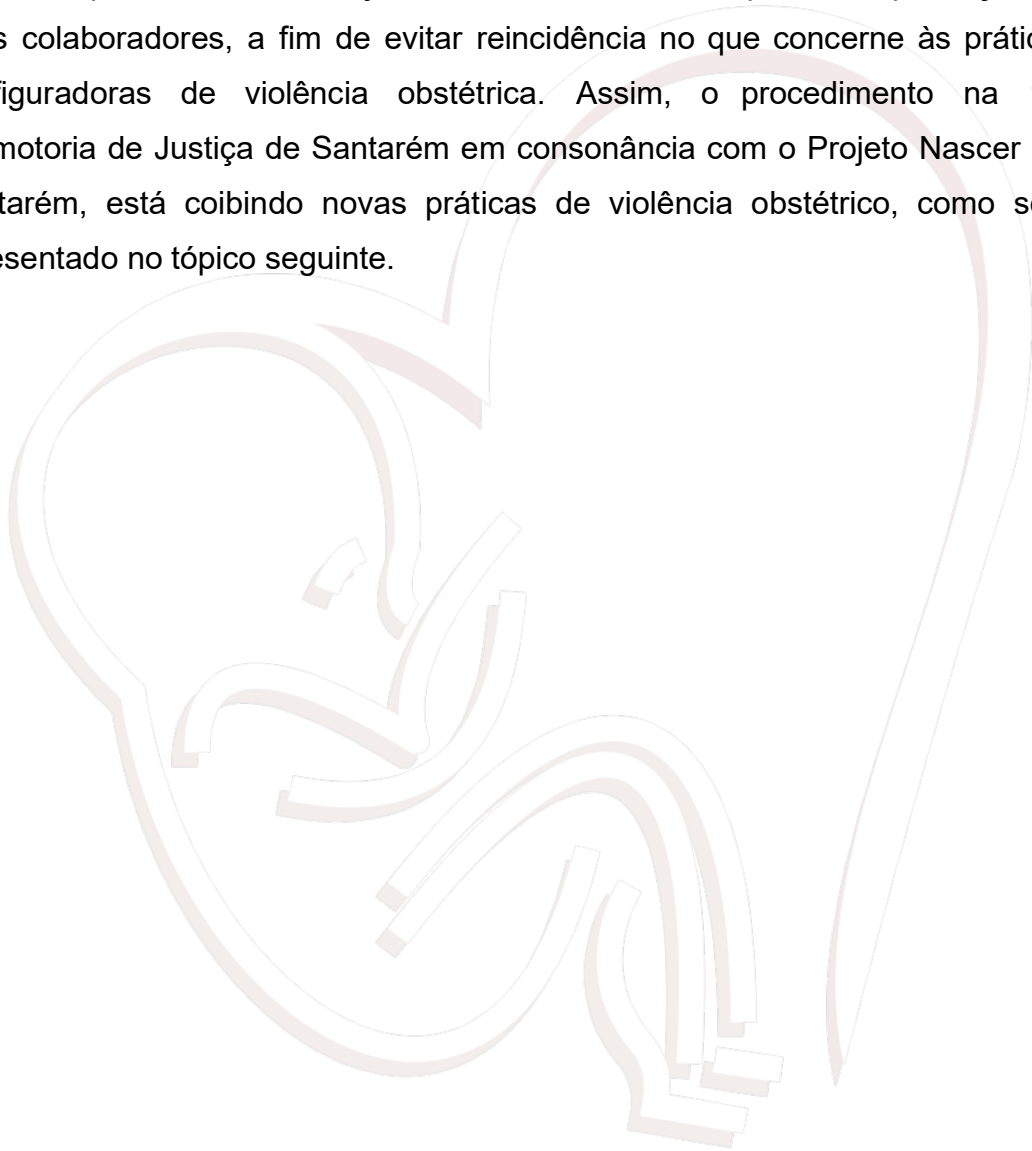 s colaboradores, a fim de evitar reincidência no que concerne às prátic
figuradoras de violência obstétrica. Assim, o procedimento na
motoria de Justiça de Santarém em consonância com o Projeto Nascer
tarém, está coibindo novas práticas de violência obstétrico, como s
esentado no tópico seguinte.